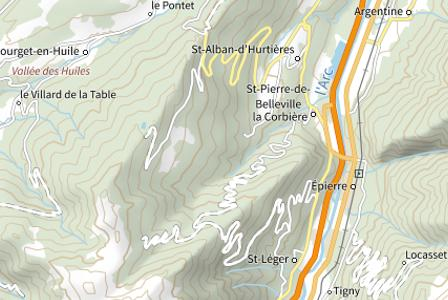 le Pontet
Argentine
St-Alban-d'Hurtières
ourget-en-Huile
Vollée des Huiles
l'Arc
le Villard de la Table
St-Pierre-de-
Belleville
la Corbière
Épierre
St-Léger
Locasset
Tigny